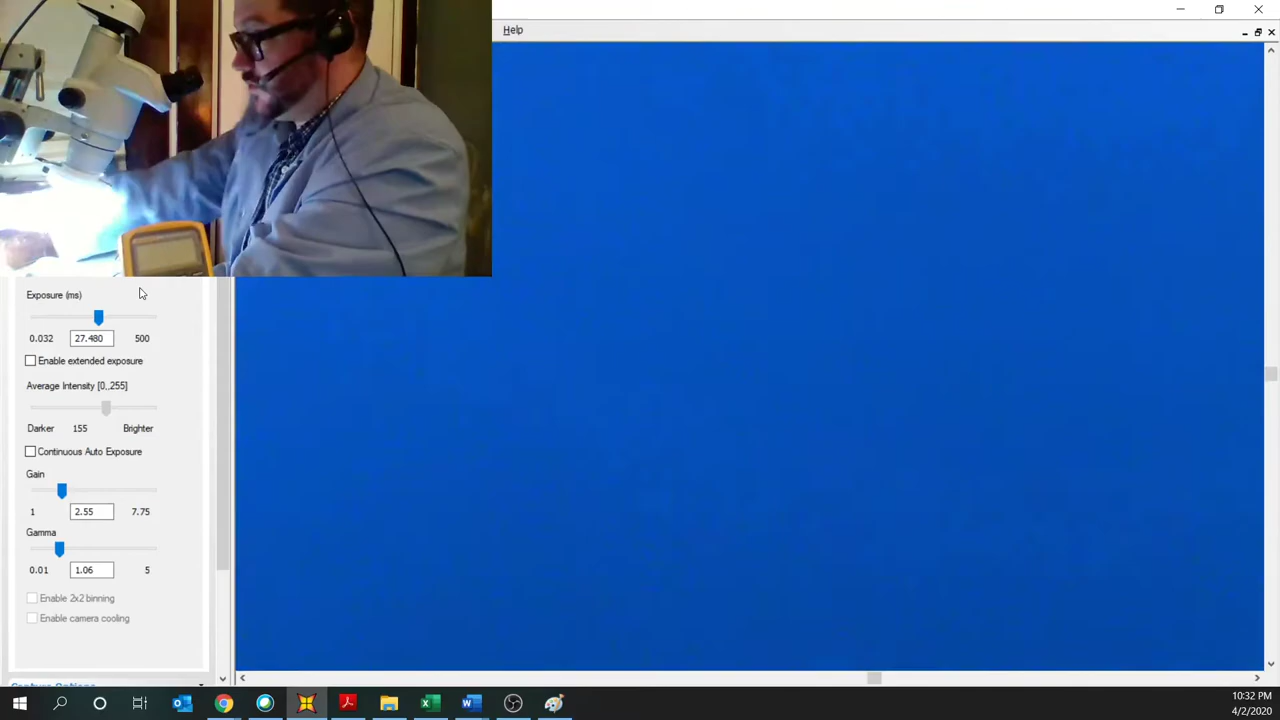 Help
Exposure (ms)
0.032 27.480 500
Enable extended exposure
Average Intensity [0,,255]
Darker 155 Brighter
Continuous Auto Exposure
Gain
1 2.55 7.75
Gamma
0.01 1.06 5
Enable 2x2 binning
Enable camera cooling
Capture Options
10:32 PM
4/2/2020